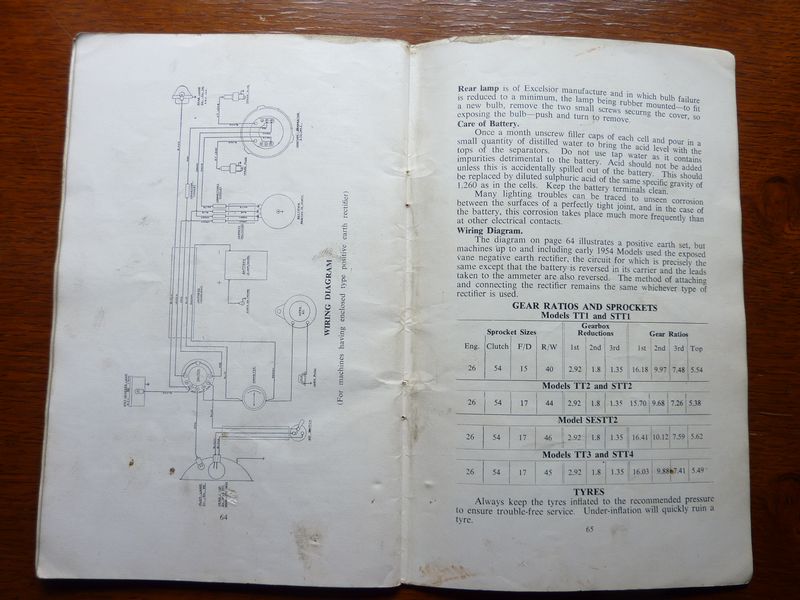 WIRING DIAGRAM
(For machines having enclosed type positive earth rectifier)
64
Rear lamp is of Excelsior manufacture and in which bulb failure
is reduced to a minimum, the lamp being rubber mounted—to fit
a new bulb, remove the two small screws securng the cover, so
exposing the bulb—push and turn to remove.
Care of Battery.
Once a month unscrew filler caps of each cell and pour in a
small quantity of distilled water to bring the acid level with the
tops of the separators. Do not use tap water as it contains
impurities detrimental to the battery. Acid should not be added
unless this is accidentally spilled out of the battery. This should
be replaced by diluted sulphuric acid of the same specific gravity of
1.260 as in the cells. Keep the battery terminals clean.
Many lighting troubles can be traced to unseen corrosion
between the surfaces of a perfectly tight joint, and in the case of
the battery, this corrosion takes place much more frequently than
at other electrical contacts.
Wiring Diagram.
The diagram on page 64 illustrates a positive earth set, but
machines up to and including early 1954 Models used the exposed
vane negative earth rectifier, the circuit for which is precisely the
same except that the battery is reversed in its carrier and the leads
taken to the ammeter are also reversed. The method of attaching
and connecting the rectifier remains the same whichever type of
rectifier is used.
GEAR RATIOS AND SPROCKETS
Models TT1 and STT1
Sprocket Sizes Gearbox Reductions Gear Ratios
Eng. Clutch F/D R/W 1st 2nd 3rd 1st 2nd 3rd Top
26 54 15 40 2.92 1.8 1.35 16.18 9.97 7.48 5.54
Models TT2 and STT2
26 54 17 44 2.92 1.8 1.35 15.70 9.68 7.26 5.38
Model SESTT2
26 54 17 46 2.92 1.8 1.35 16.41 10.12 7.59 5.62
Models TT3 and STT4
26 54 17 45 2.92 1.8 1.35 16.03 9.88 7.41 5.49
TYRES
Always keep the tyres inflated to the recommended pressure
to ensure trouble-free service. Under-inflation will quickly ruin a
tyre.
65